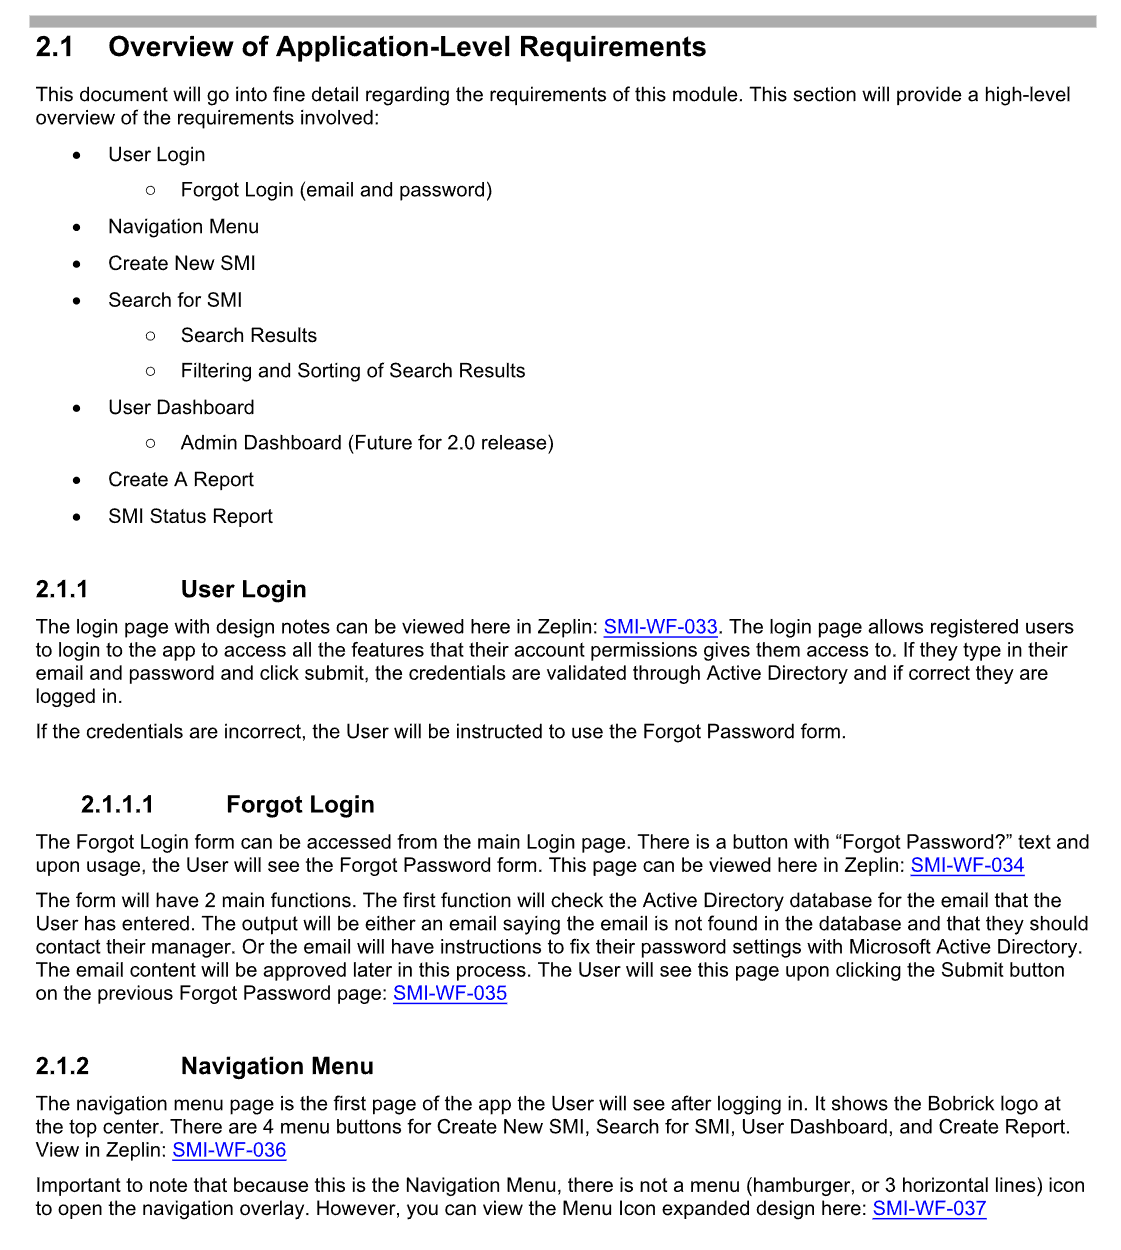 2.1 Overview of Application-Level Requirements
This document will go into fine detail regarding the requirements of this module. This section will provide a high-level
overview of the requirements involved:
• User Login
○ Forgot Login (email and password)
• Navigation Menu
• Create New SMI
• Search for SMI
○ Search Results
○ Filtering and Sorting of Search Results
• User Dashboard
○ Admin Dashboard (Future for 2.0 release)
• Create A Report
• SMI Status Report
2.1.1 User Login
The login page with design notes can be viewed here in Zeplin: SMI-WF-033. The login page allows registered users
to login to the app to access all the features that their account permissions gives them access to. If they type in their
email and password and click submit, the credentials are validated through Active Directory and if correct they are
logged in.
If the credentials are incorrect, the User will be instructed to use the Forgot Password form.
2.1.1.1 Forgot Login
The Forgot Login form can be accessed from the main Login page. There is a button with “Forgot Password?” text and
upon usage, the User will see the Forgot Password form. This page can be viewed here in Zeplin: SMI-WF-034
The form will have 2 main functions. The first function will check the Active Directory database for the email that the
User has entered. The output will be either an email saying the email is not found in the database and that they should
contact their manager. Or the email will have instructions to fix their password settings with Microsoft Active Directory.
The email content will be approved later in this process. The User will see this page upon clicking the Submit button
on the previous Forgot Password page: SMI-WF-035
2.1.2 Navigation Menu
The navigation menu page is the first page of the app the User will see after logging in. It shows the Bobrick logo at
the top center. There are 4 menu buttons for Create New SMI, Search for SMI, User Dashboard, and Create Report.
View in Zeplin: SMI-WF-036
Important to note that because this is the Navigation Menu, there is not a menu (hamburger, or 3 horizontal lines) icon
to open the navigation overlay. However, you can view the Menu Icon expanded design here: SMI-WF-037